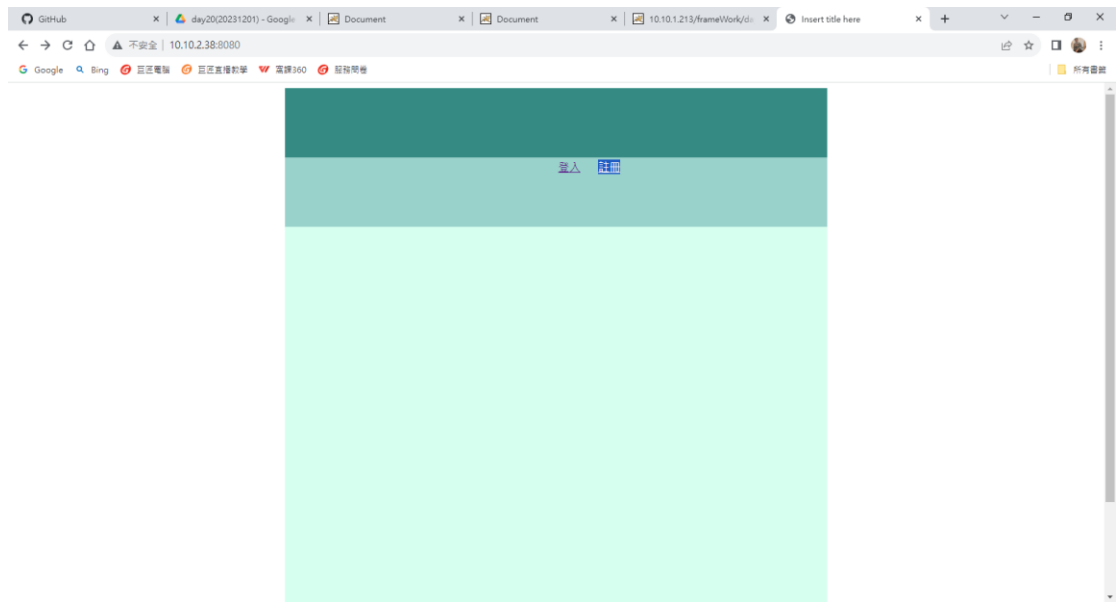 GitHub day20(20231201) - Google Document Document 10.10.1.213/frameWork/do Insert title here
不安全 | 10.10.2.38:8080
Google Bing 巨匠電腦 巨匠直播教學 窩課360 服務問卷 所有書籤
登入 註冊